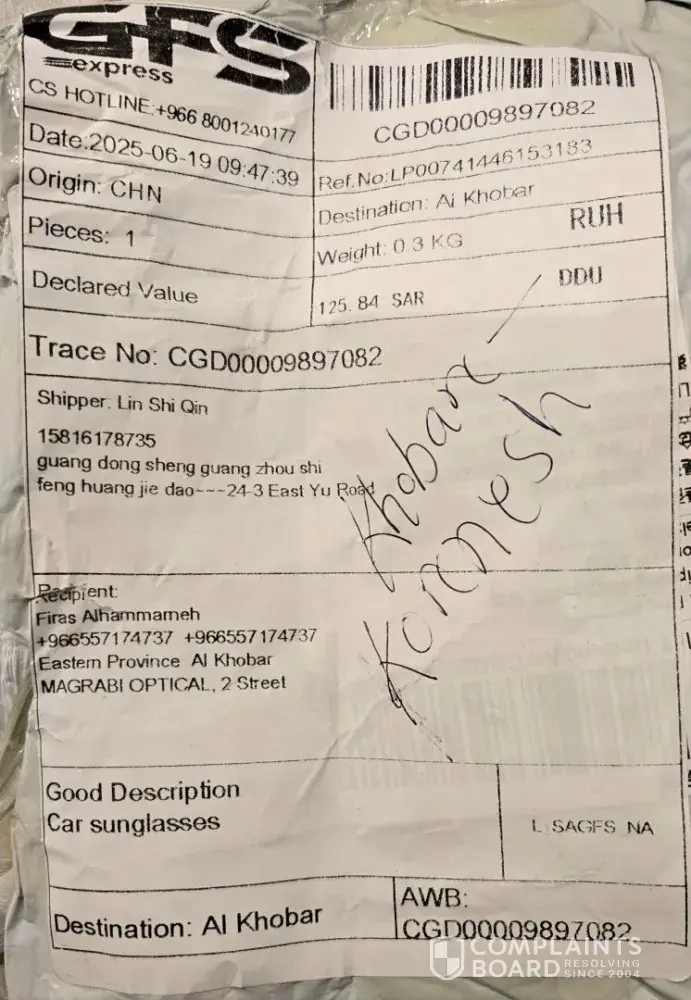 GFS
express
CS HOTLINE:+966 8001240177
CGD00009897082
Date:2025-06-19 09:47:39
Ref.No:LP00741446153183
Origin: CHN
Destination: Al Khobar
RUH
Pieces: 1
Weight: 0.3 KG
DDU
Declared Value
125.84 SAR
Trace No: CGD00009897082
Shipper: Lin Shi Qin
15816178735
guang dong sheng guang zhou shi
feng huang jie dao---24-3 East Yu Road
Khobar
Kornesh
Recipient:
Firas Alhammameh
+966557174737 +966557174737
Eastern Province Al Khobar
MAGRABI OPTICAL, 2 Street
Good Description
Car sunglasses
L SAGFS NA
Destination: Al Khobar
AWB:
CGD00009897082
COMPLAINTS
BOARD RESOLVING
SINCE 2004